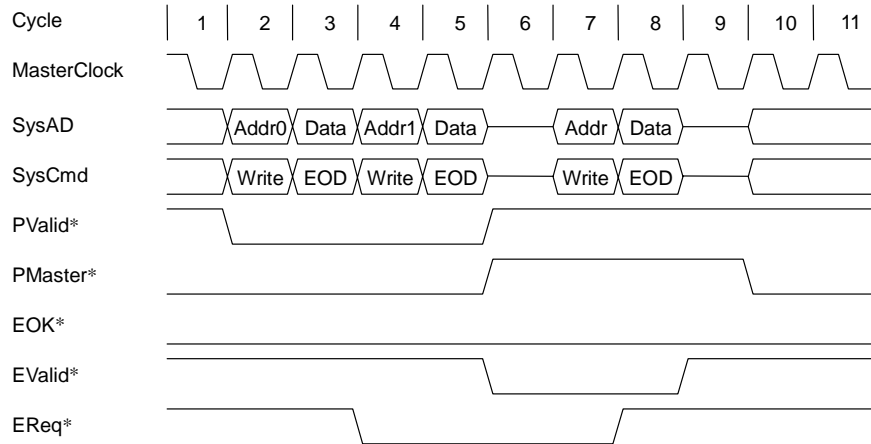 Cycle 1 2 3 4 5 6 7 8 9 10 11
MasterClock
SysAD Addr0 Data Addr1 Data Addr Data
SysCmd Write EOD Write EOD Write EOD
PValid*
PMaster*
EOK*
EValid*
EReq*